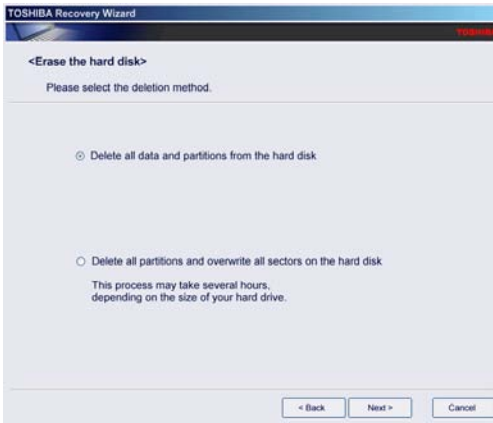 TOSHIBA Recovery Wizard
TOSHIBA
<Erase the hard disk>
Please select the deletion method.
Delete all data and partitions from the hard disk
Delete all partitions and overwrite all sectors on the hard disk
This process may take several hours,
depending on the size of your hard drive.
< Back Next > Cancel